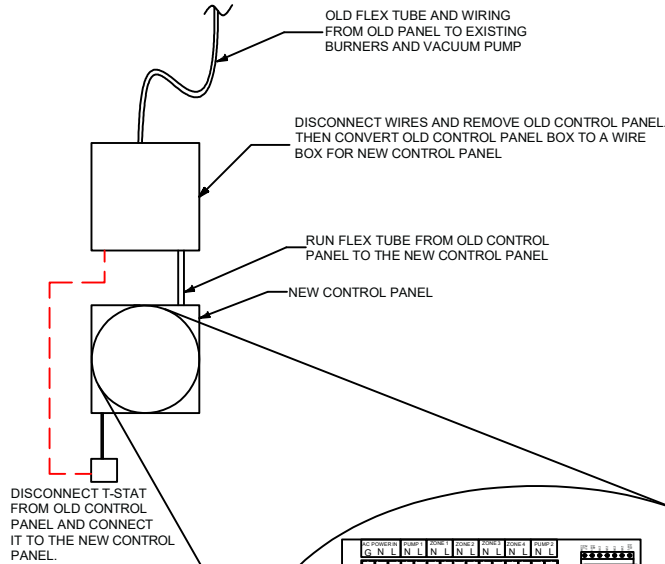 OLD FLEX TUBE AND WIRING
FROM OLD PANEL TO EXISTING
BURNERS AND VACUUM PUMP
DISCONNECT WIRES AND REMOVE OLD CONTROL PANEL.
THEN CONVERT OLD CONTROL PANEL BOX TO A WIRE
BOX FOR NEW CONTROL PANEL
RUN FLEX TUBE FROM OLD CONTROL
PANEL TO THE NEW CONTROL PANEL
NEW CONTROL PANEL
DISCONNECT T-STAT
FROM OLD CONTROL
PANEL AND CONNECT
IT TO THE NEW CONTROL
PANEL.
AC POWER IN PUMP 1 ZONE 1 ZONE 2 ZONE 3 ZONE 4 PUMP 2
G N L N L N L N L N L N L N L